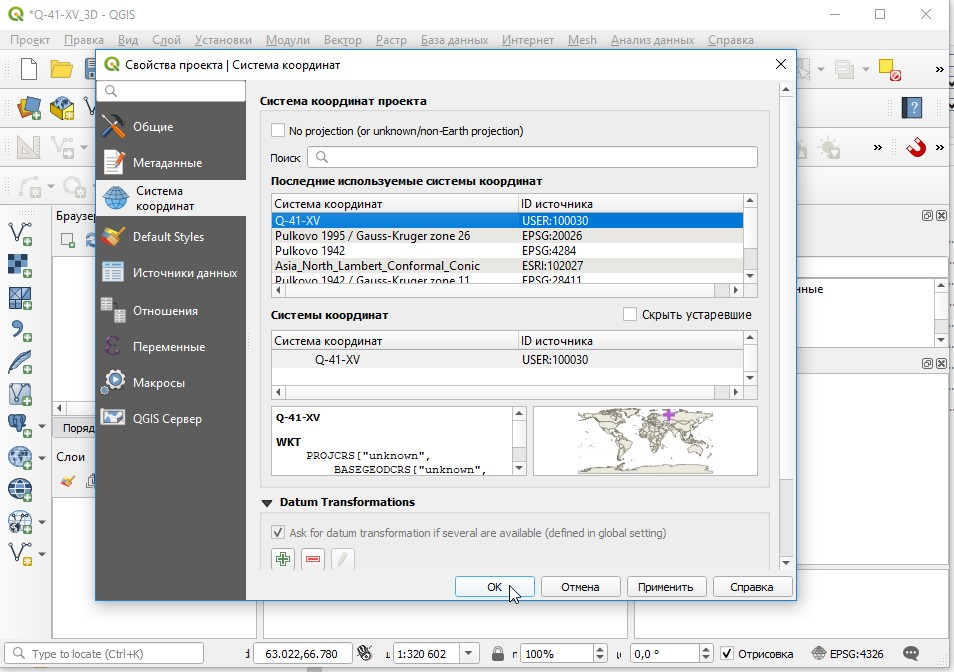 *Q-41-XV_3D - QGIS
Проект Правка Вид Слой Установки Модули Вектор Растр База данных Интернет Mesh Анализ данных Справка
Свойства проекта | Система координат
Общие
Метаданные
Система координат
Default Styles
Источники данных
Отношения
Переменные
Макросы
QGIS Сервер
Система координат проекта
No projection (or unknown/non-Earth projection)
Поиск
Последние используемые системы координат
Система координат ID источника
Q-41-XV USER:100030
Pulkovo 1995 / Gauss-Kruger zone 26 EPSG:20026
Pulkovo 1942 EPSG:4284
Asia_North_Lambert_Conformal_Conic ESRI:102027
Pulkovo 1942 / Gauss-Kruger zone 11 EPSG:28411
Системы координат Скрыть устаревшие
Система координат ID источника
Q-41-XV USER:100030
Q-41-XV
WKT
PROJCRS["unknown",
BASEGEODCRS["unknown",
Datum Transformations
Ask for datum transformation if several are available (defined in global setting)
OK Отмена Применить Справка
Браузер
Поряд
Слои
нные
Type to locate (Ctrl+K) 63.022,66.780 1:320 602 100% 0,0 ° Отрисовка EPSG:4326